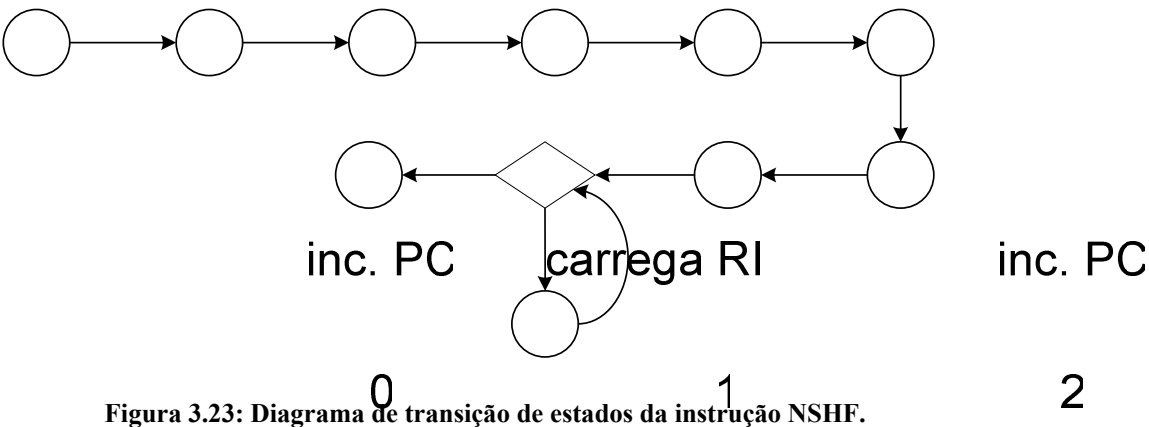 inc. PC carrega RI inc. PC
0 1 2
Figura 3.23: Diagrama de transição de estados da instrução NSHF.